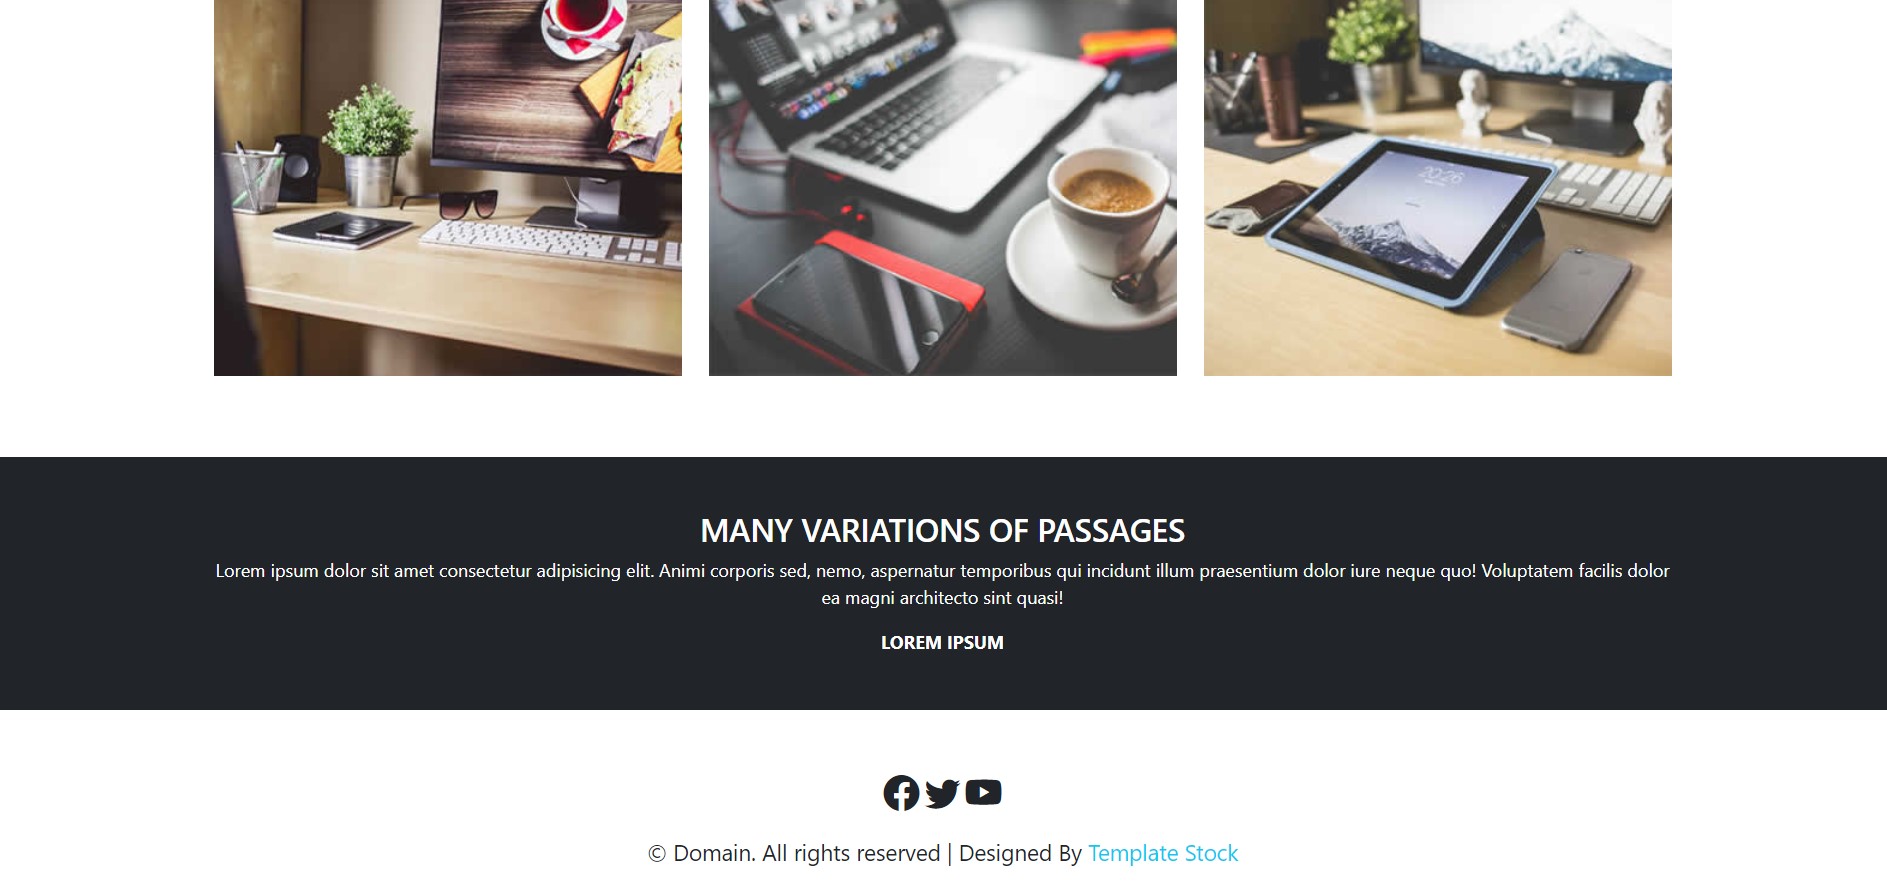 20:26
MANY VARIATIONS OF PASSAGES
Lorem ipsum dolor sit amet consectetur adipisicing elit. Animi corporis sed, nemo, aspernatur temporibus qui incidunt illum praesentium dolor iure neque quo! Voluptatem facilis dolor
ea magni architecto sint quasi!
LOREM IPSUM
© Domain. All rights reserved | Designed By Template Stock